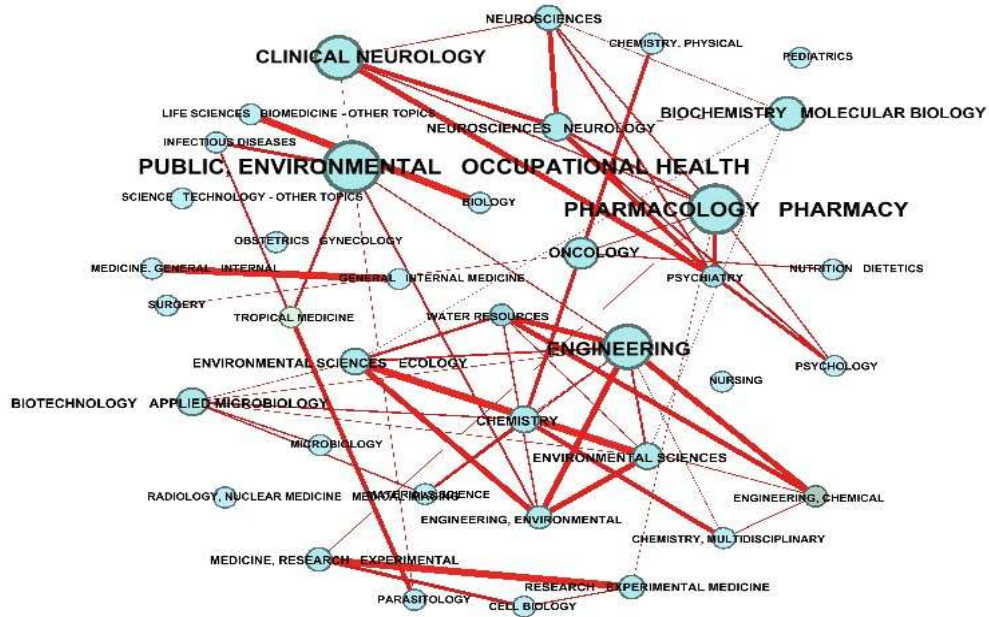 NEUROSCIENCES
CHEMISTRY, PHYSICAL
CLINICAL NEUROLOGY
PEDIATRICS
LIFE SCIENCES BIOMEDICINE - OTHER TOPICS
BIOCHEMISTRY MOLECULAR BIOLOGY
NEUROSCIENCES NEUROLOGY
INFECTIOUS DISEASES
PUBLIC, ENVIRONMENTAL OCCUPATIONAL HEALTH
SCIENCE TECHNOLOGY - OTHER TOPICS
BIOLOGY
PHARMACOLOGY PHARMACY
OBSTETRICS GYNECOLOGY
ONCOLOGY
MEDICINE, GENERAL INTERNAL
GENERAL INTERNAL MEDICINE
PSYCHIATRY
NUTRITION DIETETICS
SURGERY
TROPICAL MEDICINE
WATER RESOURCES
ENGINEERING
ENVIRONMENTAL SCIENCES ECOLOGY
PSYCHOLOGY
NURSING
BIOTECHNOLOGY APPLIED MICROBIOLOGY
CHEMISTRY
MICROBIOLOGY
ENVIRONMENTAL SCIENCES
RADIOLOGY, NUCLEAR MEDICINE MEDICAL IMAGING
MATERIALS SCIENCE
ENGINEERING, CHEMICAL
ENGINEERING, ENVIRONMENTAL
CHEMISTRY, MULTIDISCIPLINARY
MEDICINE, RESEARCH EXPERIMENTAL
RESEARCH EXPERIMENTAL MEDICINE
PARASITOLOGY
CELL BIOLOGY